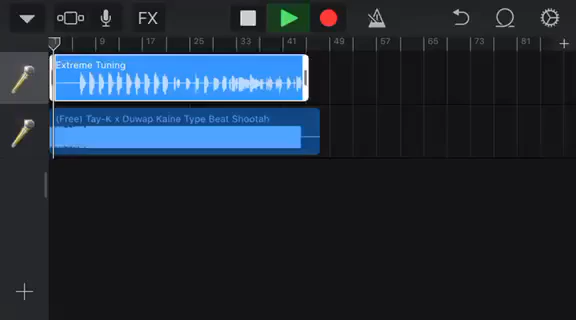 FX
9 17 25 33 41 49 57 65 73 81
Extreme Tuning
(Free) Tay-K x Duwap Kaine Type Beat Shootah